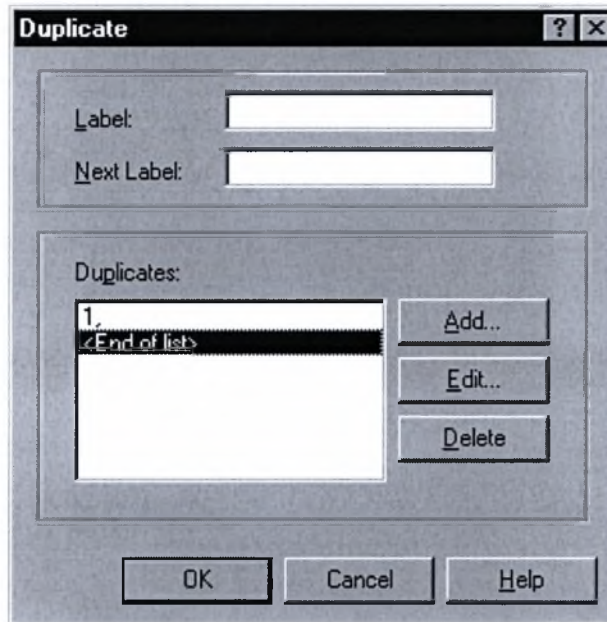 Duplicate
Label:
Next Label:
Duplicates:
1,
<End of list>
Add...
Edit...
Delete
OK
Cancel
Help